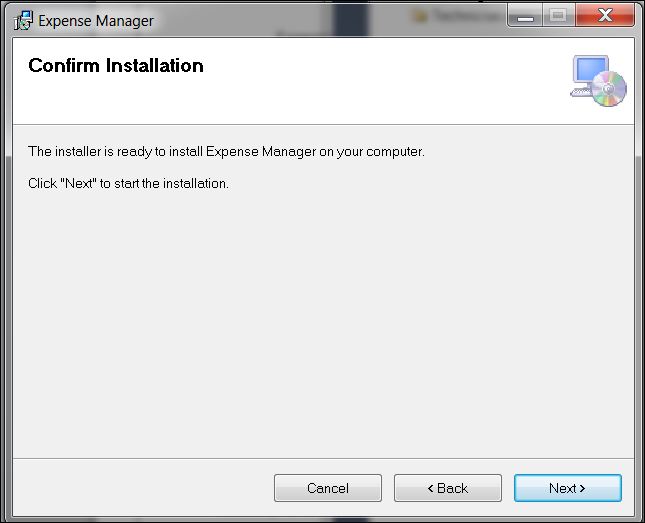 Expense Manager
Confirm Installation
The installer is ready to install Expense Manager on your computer.
Click "Next" to start the installation.
Cancel
< Back
Next >